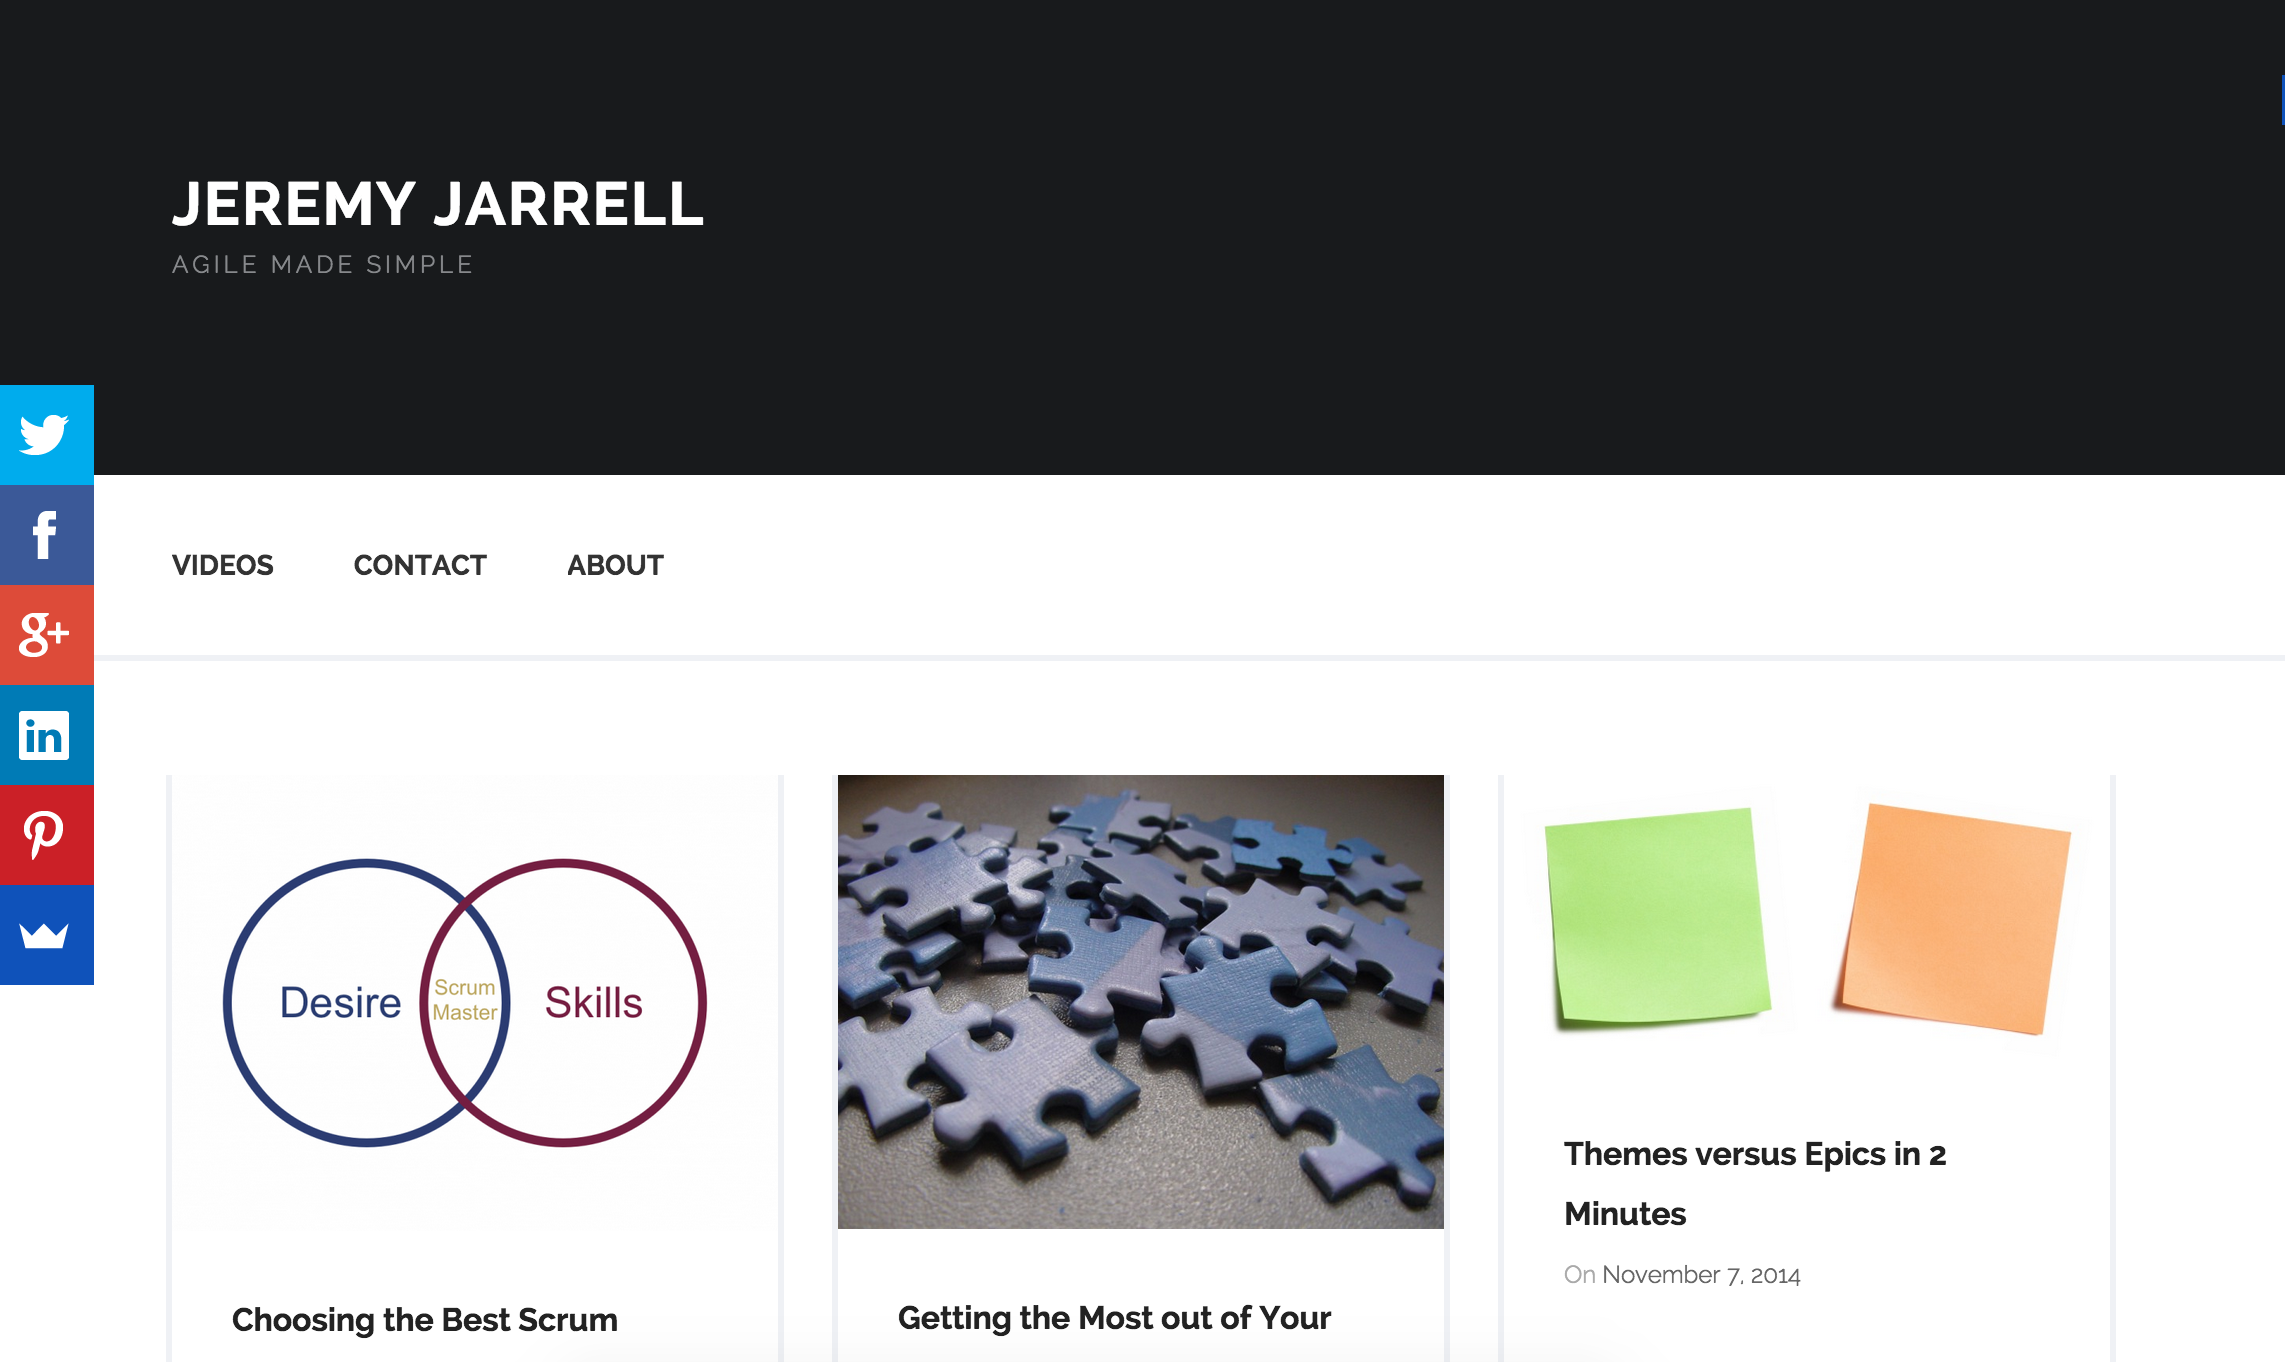 JEREMY JARRELL
AGILE MADE SIMPLE
VIDEOS CONTACT ABOUT
Desire
Scrum
Master
Skills
Themes versus Epics in 2
Minutes
On November 7, 2014
Choosing the Best Scrum
Getting the Most out of Your